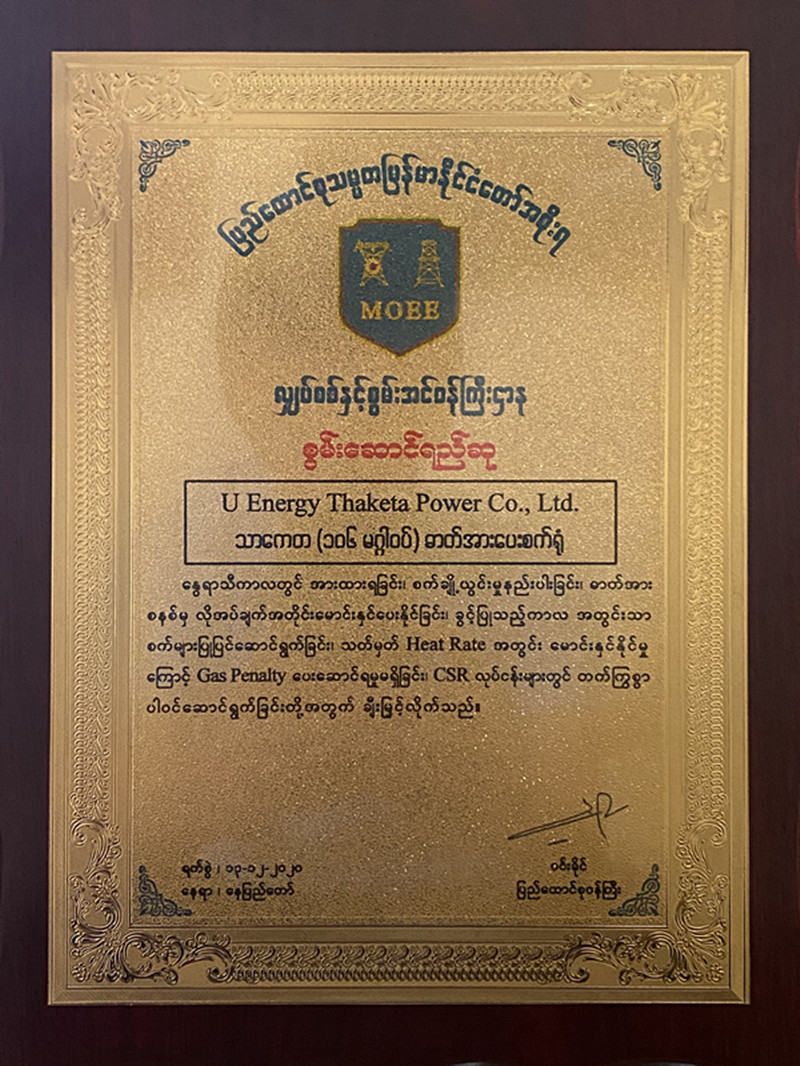 ပြည်ထောင်စုသမ္မတမြန်မာနိုင်ငံတော်အစိုးရ
MOEE
လျှပ်စစ်နှင့်စွမ်းအင်ဝန်ကြီးဌာန
စွမ်းဆောင်ရည်ဆု
U Energy Thaketa Power Co., Ltd.
သာကေတ (၁၀၆ မဂ္ဂါဝပ်) ဓာတ်အားပေးစက်ရုံ
နွေရာသီကာလတွင် အားထားရခြင်း၊ စက်ချို့ယွင်းမှုနည်းပါးခြင်း၊ ဓာတ်အား
စနစ်မှ လိုအပ်ချက်အတိုင်းမောင်းနှင်ပေးနိုင်ခြင်း၊ ခွင့်ပြုသည့်ကာလ အတွင်းသာ
စက်များပြုပြင်ဆောင်ရွက်ခြင်း၊ သတ်မှတ် Heat Rate အတွင်း မောင်းနှင်နိုင်မှု
ကြောင့် Gas Penalty ပေးဆောင်ရမှုမရှိခြင်း၊ CSR လုပ်ငန်းများတွင် တက်ကြွစွာ
ပါဝင်ဆောင်ရွက်ခြင်းတို့အတွက် ချီးမြှင့်လိုက်သည်။
ရက်စွဲ ၊ ၁၃-၁၂-၂၀၂၀
နေရာ ၊ နေပြည်တော်
ဝင်းခိုင်
ပြည်ထောင်စုဝန်ကြီး